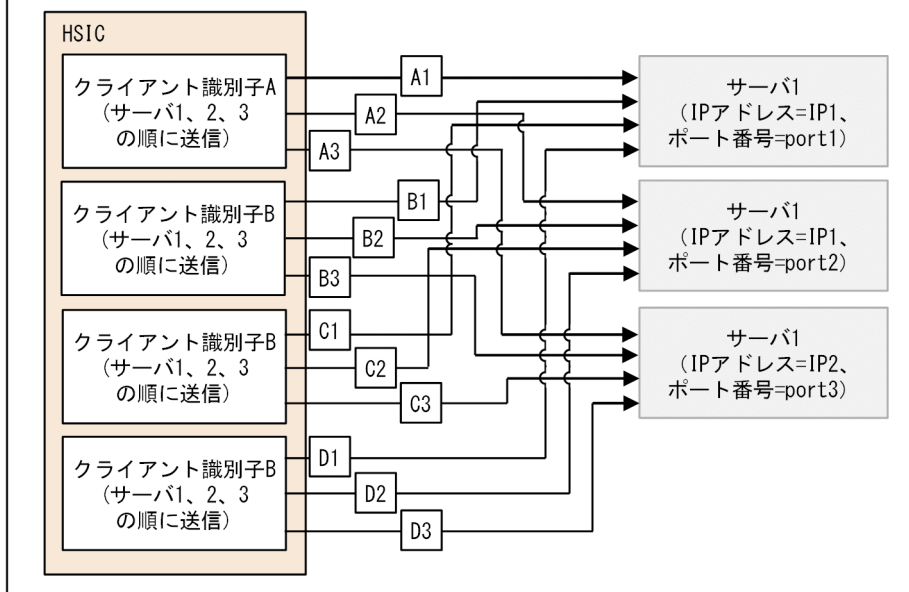 HSIC
クライアント識別子A
(サーバ1、2、3
の順に送信)
A1
A2
A3
サーバ1
(IPアドレス=IP1、
ポート番号=port1)
クライアント識別子B
(サーバ1、2、3
の順に送信)
B1
B2
B3
サーバ1
(IPアドレス=IP1、
ポート番号=port2)
クライアント識別子B
(サーバ1、2、3
の順に送信)
C1
C2
C3
サーバ1
(IPアドレス=IP2、
ポート番号=port3)
クライアント識別子B
(サーバ1、2、3
の順に送信)
D1
D2
D3